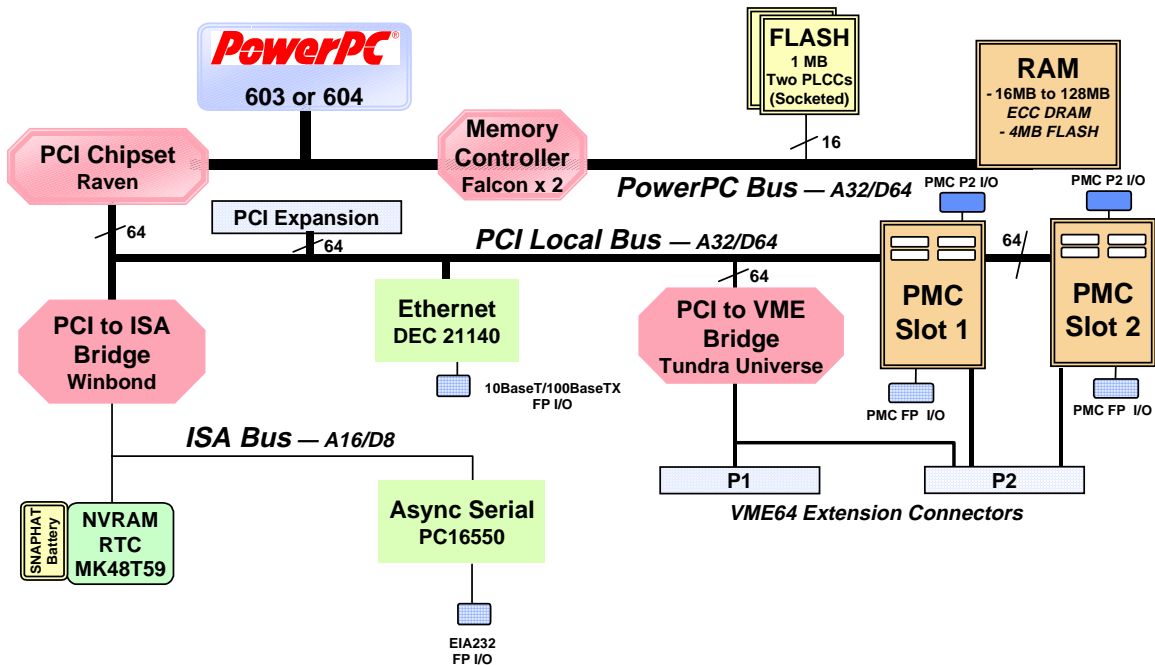 PowerPC®
603 or 604
FLASH
1 MB
Two PLCCs
(Socketed)
RAM
- 16MB to 128MB
ECC DRAM
- 4MB FLASH
PCI Chipset
Raven
Memory
Controller
Falcon x 2
16
PowerPC Bus — A32/D64
PMC P2 I/O
PMC P2 I/O
64
PCI Expansion
64
PCI Local Bus — A32/D64
64
64
PMC
Slot 1
PMC
Slot 2
PCI to ISA
Bridge
Winbond
Ethernet
DEC 21140
PCI to VME
Bridge
Tundra Universe
10BaseT/100BaseTX
FP I/O
PMC FP I/O
PMC FP I/O
ISA Bus — A16/D8
P1
P2
VME64 Extension Connectors
SNAPHAT
Battery
NVRAM
RTC
MK48T59
Async Serial
PC16550
EIA232
FP I/O